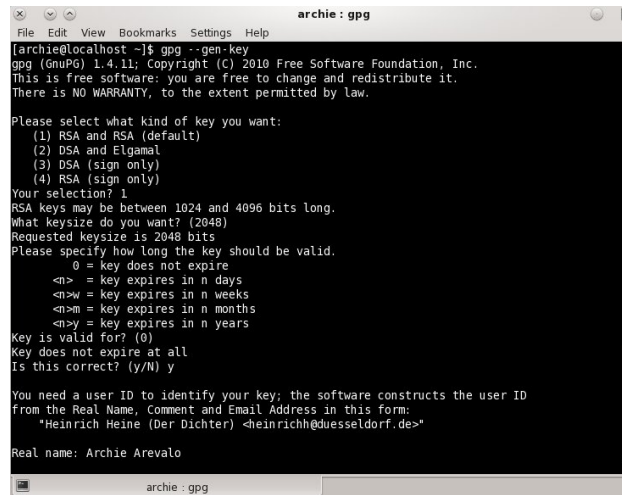 archie : gpg
File Edit View Bookmarks Settings Help
[archie@localhost ~]$ gpg --gen-key
gpg (GnuPG) 1.4.11; Copyright (C) 2010 Free Software Foundation, Inc.
This is free software: you are free to change and redistribute it.
There is NO WARRANTY, to the extent permitted by law.

Please select what kind of key you want:
   (1) RSA and RSA (default)
   (2) DSA and Elgamal
   (3) DSA (sign only)
   (4) RSA (sign only)
Your selection? 1
RSA keys may be between 1024 and 4096 bits long.
What keysize do you want? (2048)
Requested keysize is 2048 bits
Please specify how long the key should be valid.
         0 = key does not expire
      <n>  = key expires in n days
      <n>w = key expires in n weeks
      <n>m = key expires in n months
      <n>y = key expires in n years
Key is valid for? (0)
Key does not expire at all
Is this correct? (y/N) y

You need a user ID to identify your key; the software constructs the user ID
from the Real Name, Comment and Email Address in this form:
    "Heinrich Heine (Der Dichter) <heinrichh@duesseldorf.de>"

Real name: Archie Arevalo
archie : gpg